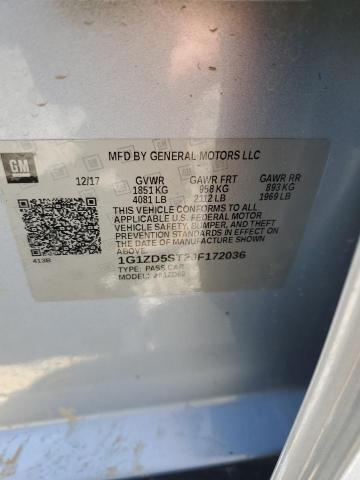 GM
MFD BY GENERAL MOTORS LLC
12/17 GVWR GAWR FRT GAWR RR
1851 KG 958 KG 893 KG
4081 LB 2112 LB 1969 LB
THIS VEHICLE CONFORMS TO ALL
APPLICABLE U.S. FEDERAL MOTOR
VEHICLE SAFETY, BUMPER, AND THEFT
PREVENTION STANDARDS IN EFFECT ON
THE DATE OF MANUFACTURE SHOWN
ABOVE.
413B
1G1ZD5ST2JF172036
TYPE: PASS CAR
MODEL: